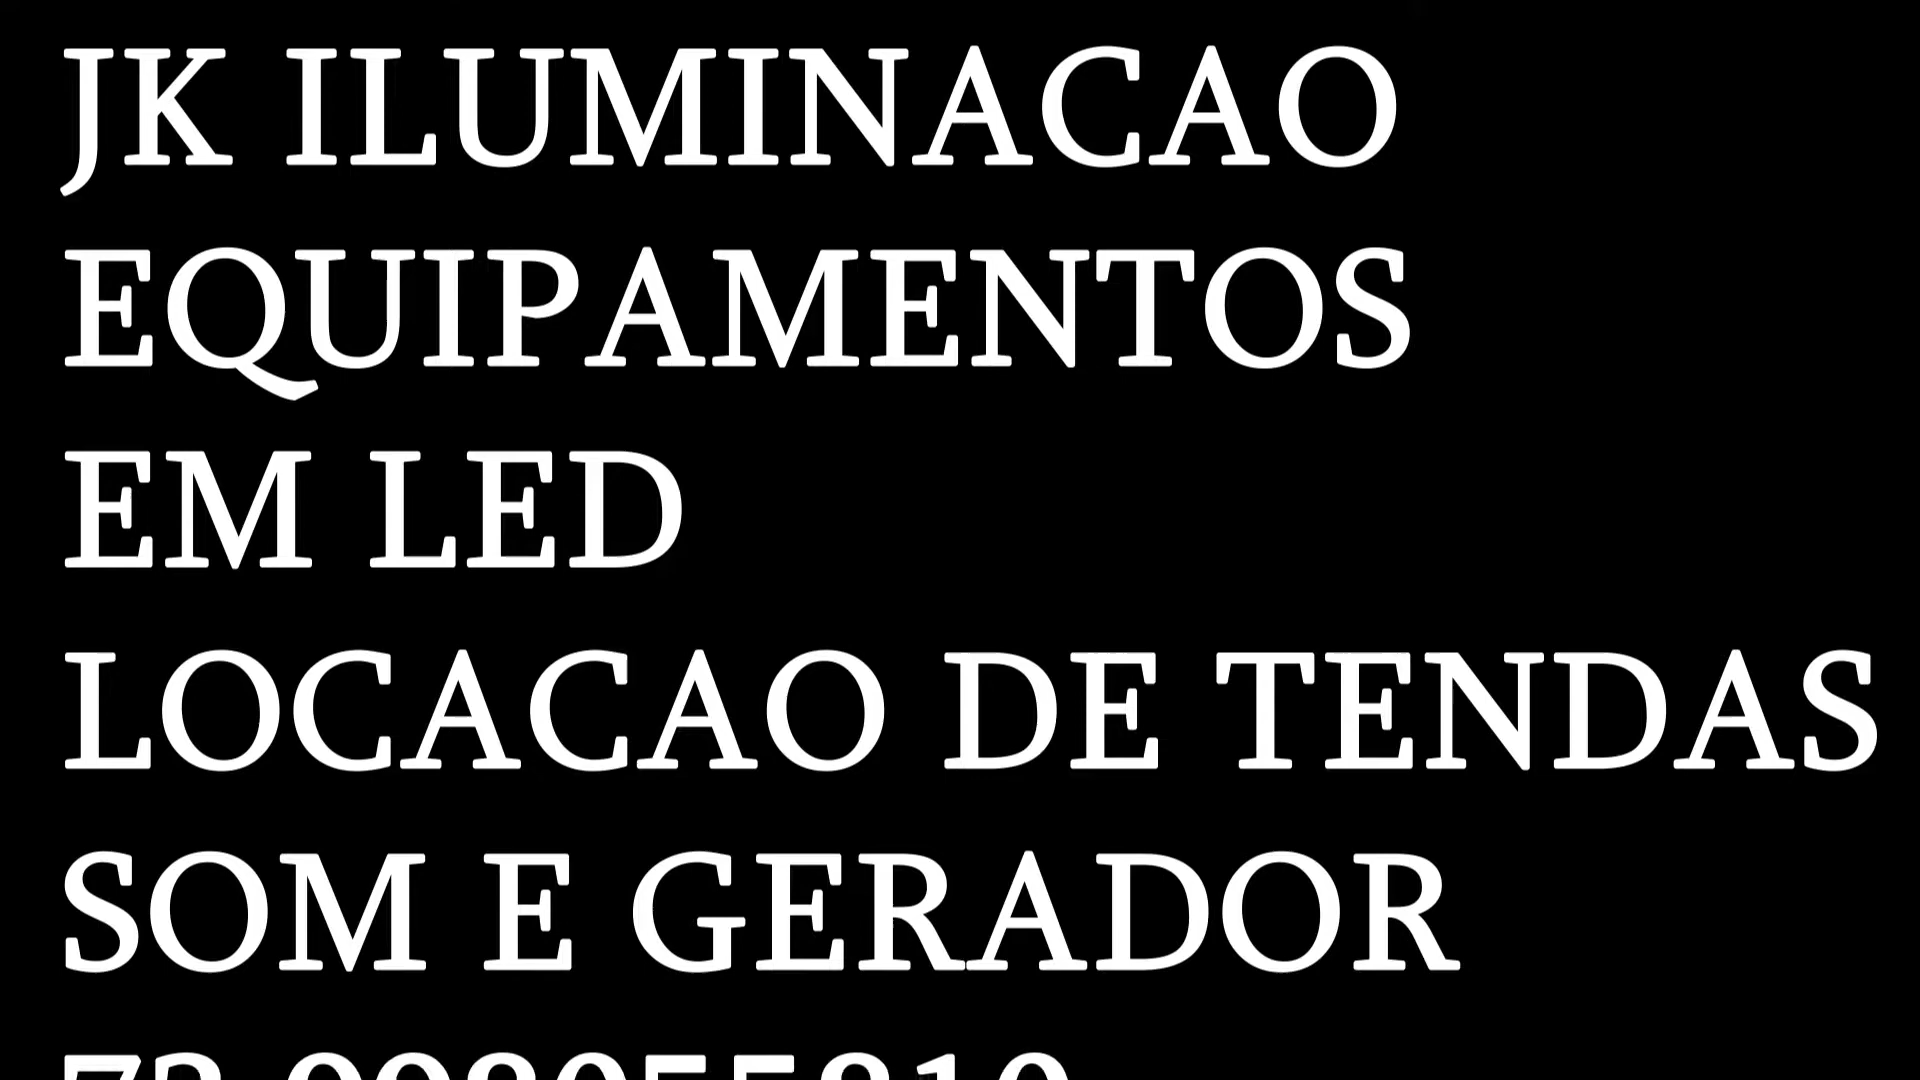 JK ILUMINACAO
EQUIPAMENTOS
EM LED
LOCACAO DE TENDAS
SOM E GERADOR